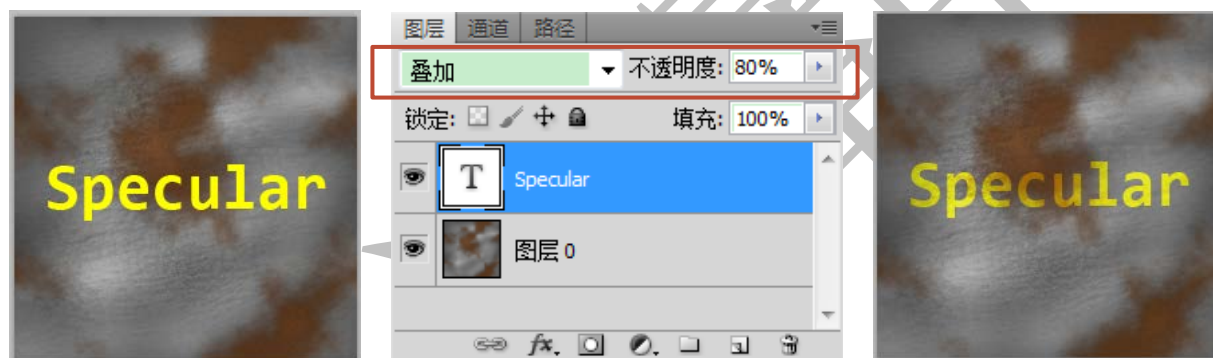 Specular
图层 通道 路径
叠加 不透明度: 80%
锁定: 填充: 100%
T Specular
图层 0
fx.
Specular